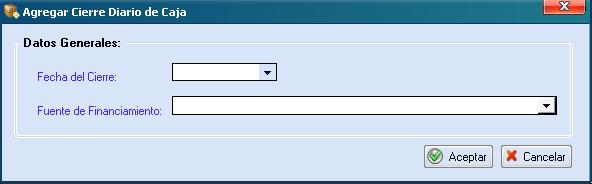 Agregar Cierre Diario de Caja
Datos Generales:
Fecha del Cierre:
Fuente de Financiamiento:
Aceptar
Cancelar